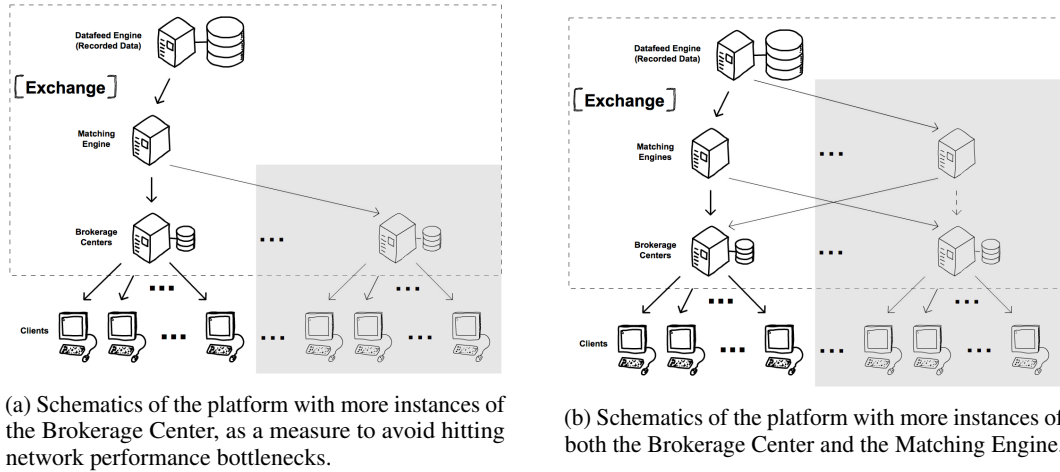 Datafeed Engine
(Recorded Data)
[Exchange]
Matching
Engine
Brokerage
Centers
...
...
...
Clients
...
...
...
(a) Schematics of the platform with more instances of
the Brokerage Center, as a measure to avoid hitting
network performance bottlenecks.
Datafeed Engine
(Recorded Data)
[Exchange]
Matching
Engines
...
Brokerage
Centers
...
...
...
Clients
...
...
...
(b) Schematics of the platform with more instances of
both the Brokerage Center and the Matching Engine